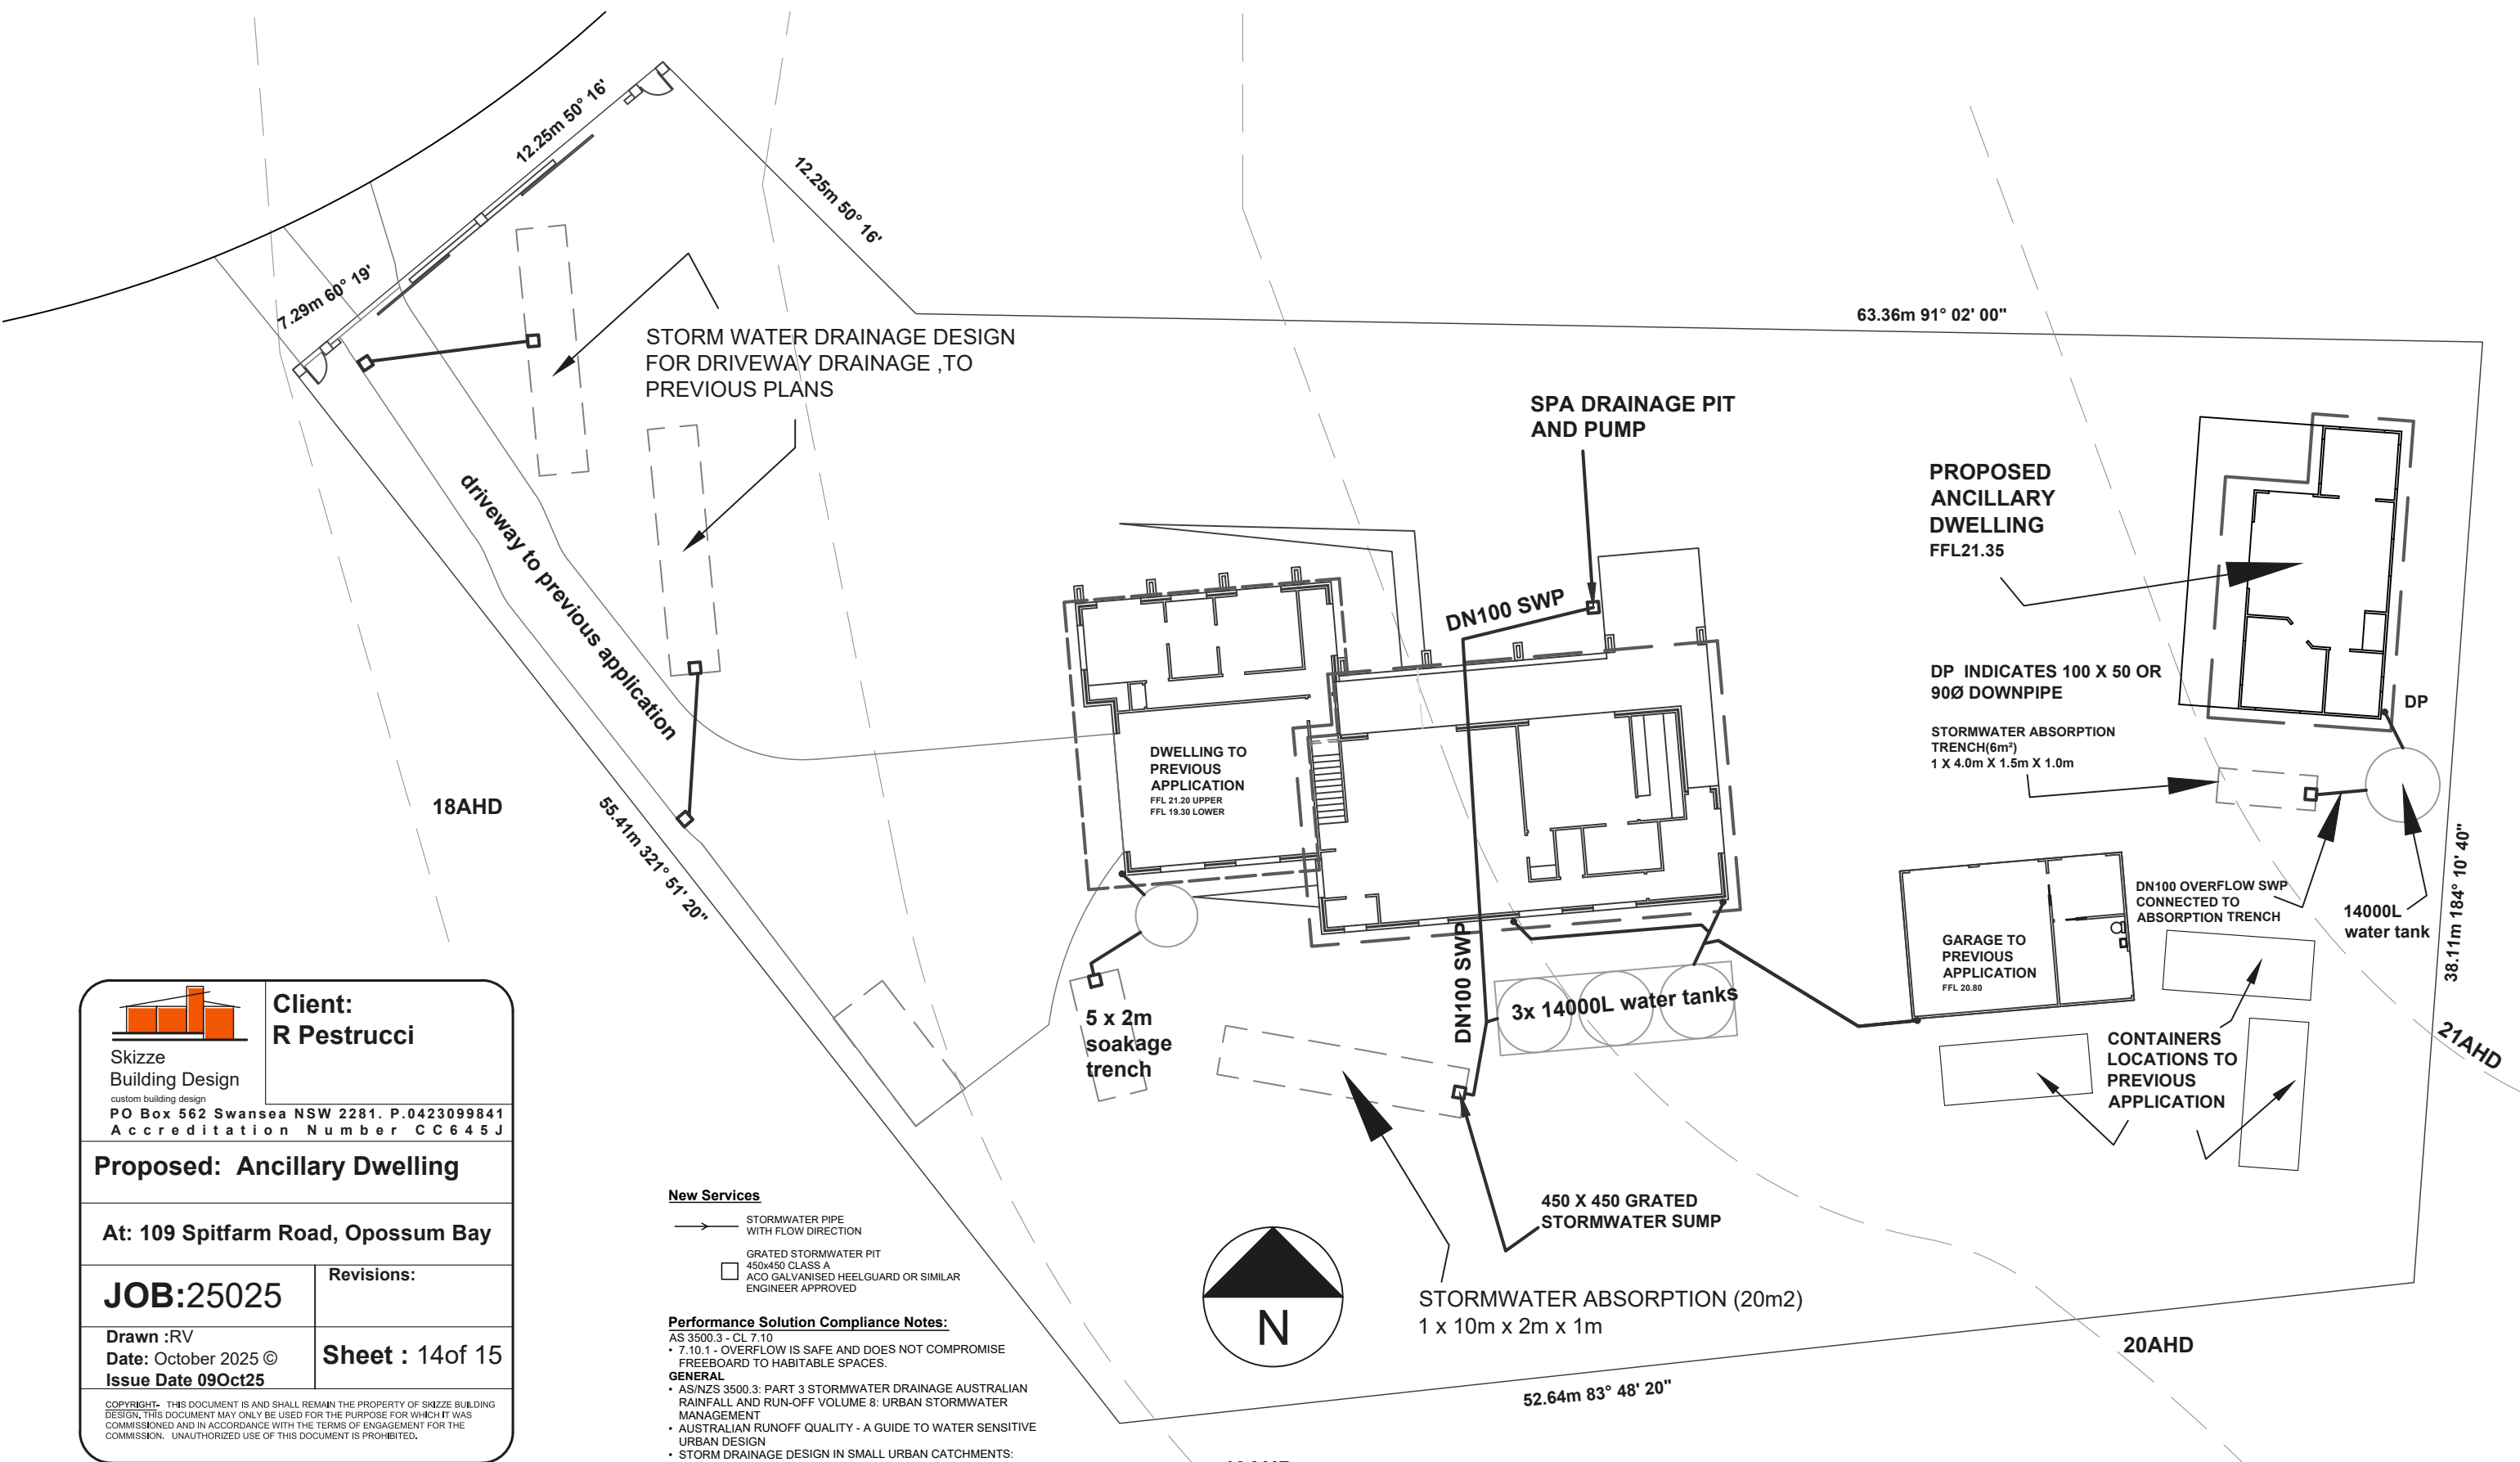 12.25m 50° 16'
12.25m 50° 16'
7.29m 60° 19'
63.36m 91° 02' 00"
STORM WATER DRAINAGE DESIGN
FOR DRIVEWAY DRAINAGE ,TO
PREVIOUS PLANS
SPA DRAINAGE PIT
AND PUMP
PROPOSED
ANCILLARY
DWELLING
FFL21.35
driveway to previous application
DN100 SWP
DP INDICATES 100 X 50 OR
90Ø DOWNPIPE
DP
STORMWATER ABSORPTION
TRENCH(6m²)
1 X 4.0m X 1.5m X 1.0m
DWELLING TO
PREVIOUS
APPLICATION
FFL 21.20 UPPER
FFL 19.30 LOWER
18AHD
55.41m 321° 51' 20"
38.11m 184° 10' 40"
DN100 OVERFLOW SWP
CONNECTED TO
ABSORPTION TRENCH
14000L
water tank
GARAGE TO
PREVIOUS
APPLICATION
FFL 20.80
DN100 SWP
3x 14000L water tanks
5 x 2m
soakage
trench
CONTAINERS
LOCATIONS TO
PREVIOUS
APPLICATION
21AHD
450 X 450 GRATED
STORMWATER SUMP
STORMWATER ABSORPTION (20m2)
1 x 10m x 2m x 1m
20AHD
52.64m 83° 48' 20"
N
Skizze
Building Design
custom building design
Client:
R Pestrucci
PO Box 562 Swansea NSW 2281. P.0423099841
Accreditation Number CC645J
Proposed: Ancillary Dwelling
At: 109 Spitfarm Road, Opossum Bay
JOB:25025
Revisions:
Drawn :RV
Date: October 2025 ©
Issue Date 09Oct25
Sheet : 14of 15
COPYRIGHT- THIS DOCUMENT IS AND SHALL REMAIN THE PROPERTY OF SKIZZE BUILDING
DESIGN. THIS DOCUMENT MAY ONLY BE USED FOR THE PURPOSE FOR WHICH IT WAS
COMMISSIONED AND IN ACCORDANCE WITH THE TERMS OF ENGAGEMENT FOR THE
COMMISSION. UNAUTHORIZED USE OF THIS DOCUMENT IS PROHIBITED.
New Services
STORMWATER PIPE
WITH FLOW DIRECTION
GRATED STORMWATER PIT
450x450 CLASS A
ACO GALVANISED HEELGUARD OR SIMILAR
ENGINEER APPROVED
Performance Solution Compliance Notes:
AS 3500.3 - CL 7.10
• 7.10.1 - OVERFLOW IS SAFE AND DOES NOT COMPROMISE
FREEBOARD TO HABITABLE SPACES.
GENERAL
• AS/NZS 3500.3: PART 3 STORMWATER DRAINAGE AUSTRALIAN
RAINFALL AND RUN-OFF VOLUME 8: URBAN STORMWATER
MANAGEMENT
• AUSTRALIAN RUNOFF QUALITY - A GUIDE TO WATER SENSITIVE
URBAN DESIGN
• STORM DRAINAGE DESIGN IN SMALL URBAN CATCHMENTS: